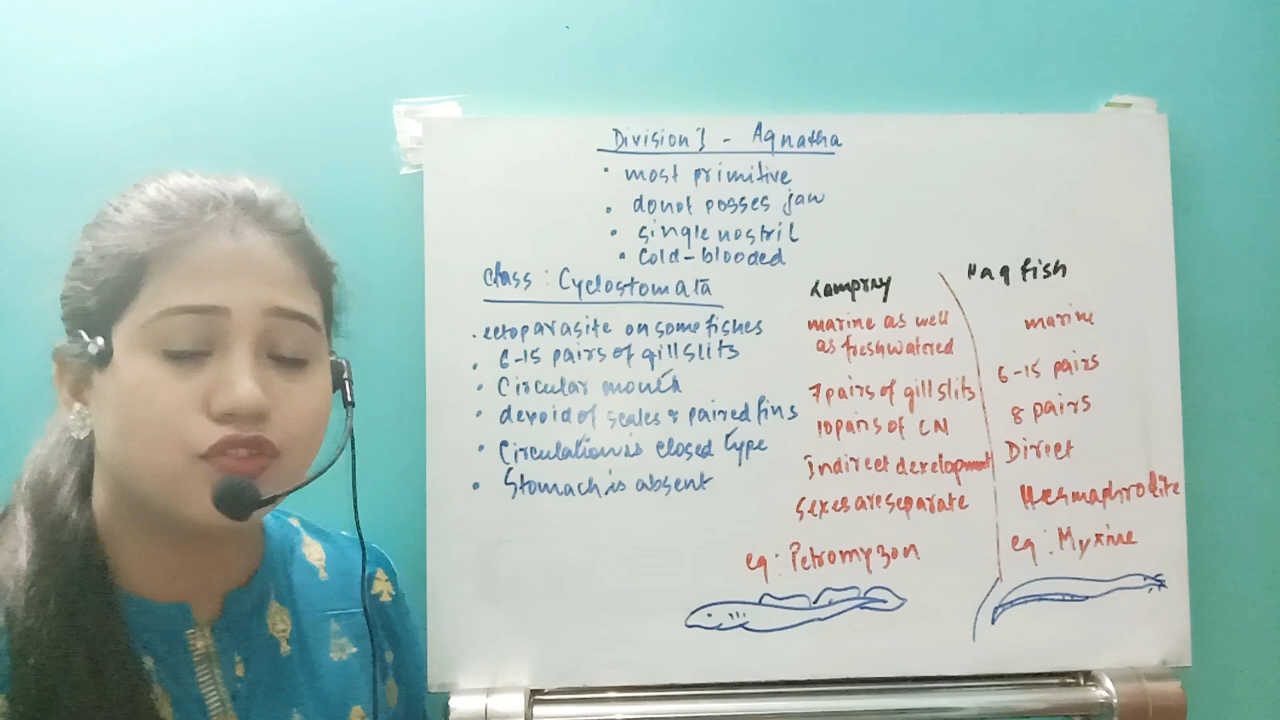 Division I - Agnatha
• most primitive
• donot posses jaw
• single nostril
• Cold-blooded
Class : Cyclostomata
• ectoparasite on some fishes
• 6-15 pairs of gillslits
• Circular mouth
• devoid of scales & paired fins
• Circulation is closed type
• Stomach is absent
Lamprey
marine as well
as freshwatered
7 pairs of gill slits
10 pairs of CN
Indirect development
Sexes are separate
eg : Petromyzon
Hag fish
marine
6-15 pairs
8 pairs
Direct
Hermaphrodite
eg : Myxine